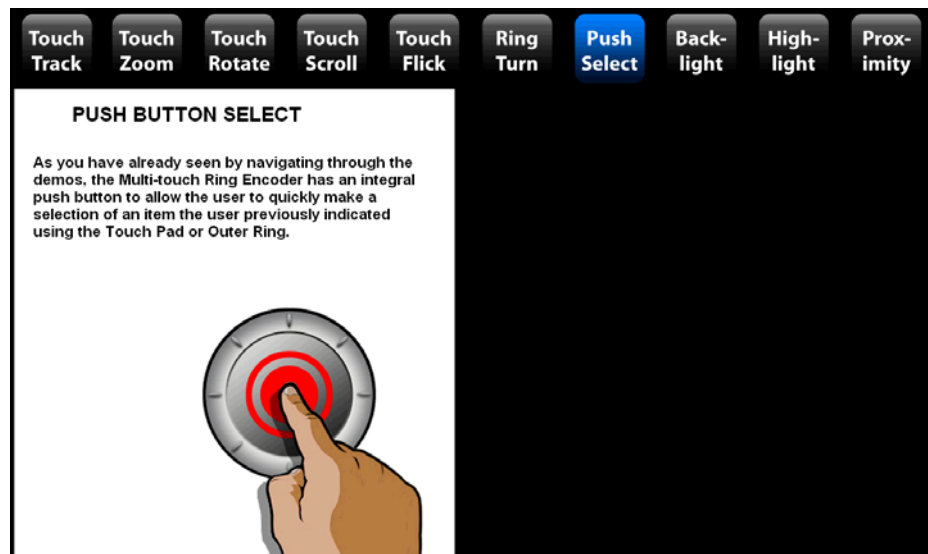 Touch Touch Touch Touch Touch Ring Push Back- High- Prox-
Track Zoom Rotate Scroll Flick Turn Select light light imity
PUSH BUTTON SELECT
As you have already seen by navigating through the
demos, the Multi-touch Ring Encoder has an integral
push button to allow the user to quickly make a
selection of an item the user previously indicated
using the Touch Pad or Outer Ring.